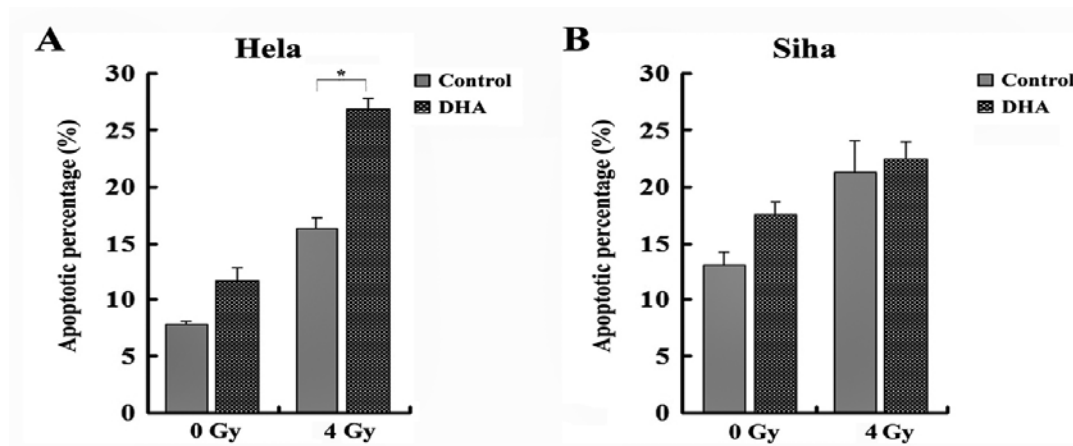 A
Hela
30
25
20
15
10
5
0
Apoptotic percentage (%)
*
Control
DHA
0 Gy
4 Gy
B
Siha
30
25
20
15
10
5
0
Apoptotic percentage (%)
Control
DHA
0 Gy
4 Gy